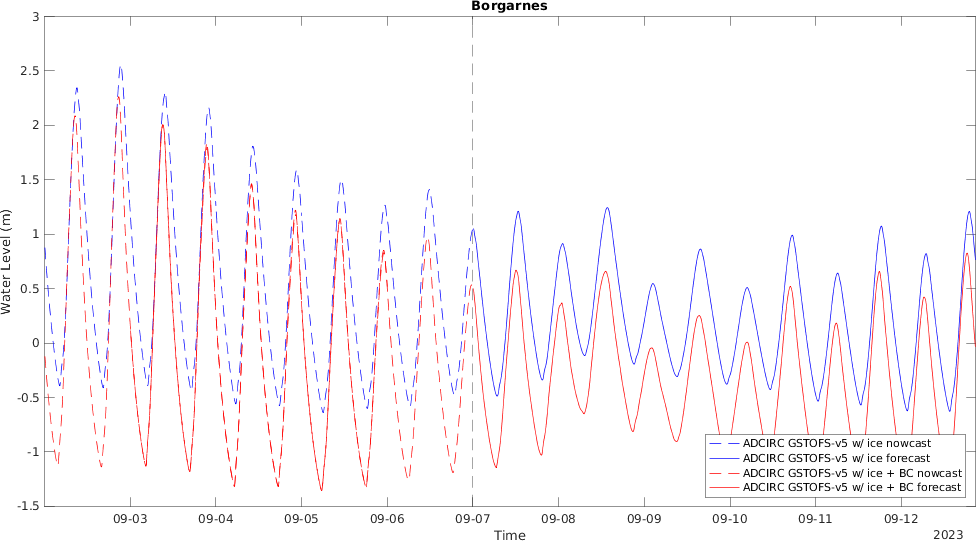 Borgarnes
3
2.5
2
1.5
1
0.5
0
-0.5
-1
-1.5
Water Level (m)
09-03 09-04 09-05 09-06 09-07 09-08 09-09 09-10 09-11 09-12
Time
2023
ADCIRC GSTOFS-v5 w/ ice nowcast
ADCIRC GSTOFS-v5 w/ ice forecast
ADCIRC GSTOFS-v5 w/ ice + BC nowcast
ADCIRC GSTOFS-v5 w/ ice + BC forecast